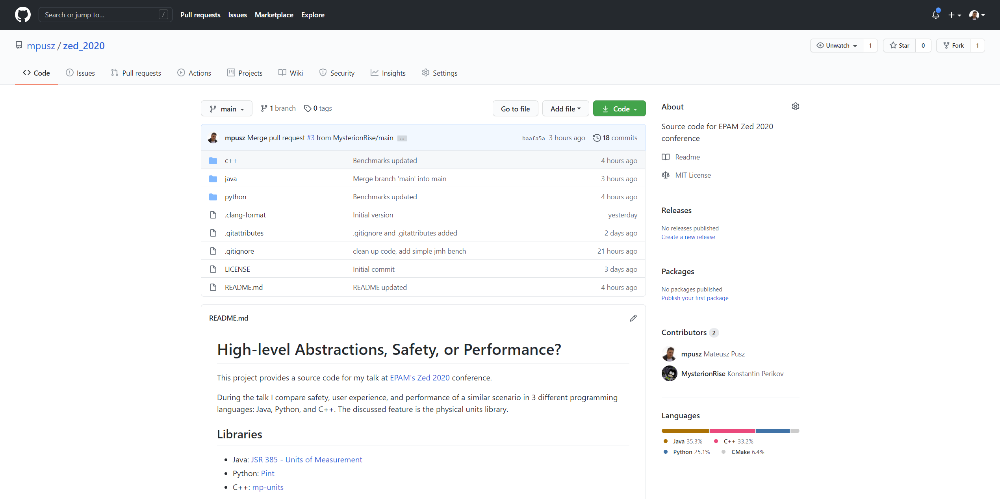 Search or jump to... /
Pull requests Issues Marketplace Explore
mpusz / zed_2020
Unwatch 1 Star 0 Fork 1
Code Issues Pull requests Actions Projects Wiki Security Insights Settings
main 1 branch 0 tags Go to file Add file Code
mpusz Merge pull request #3 from MysterionRise/main ... baafa5a 3 hours ago 18 commits
c++ Benchmarks updated 4 hours ago
java Merge branch 'main' into main 3 hours ago
python Benchmarks updated 4 hours ago
.clang-format Initial version yesterday
.gitattributes .gitignore and .gitattributes added 2 days ago
.gitignore clean up code, add simple jmh bench 21 hours ago
LICENSE Initial commit 3 days ago
README.md README updated 4 hours ago
README.md
High-level Abstractions, Safety, or Performance?
This project provides a source code for my talk at EPAM's Zed 2020 conference.
During the talk I compare safety, user experience, and performance of a similar scenario in 3 different programming
languages: Java, Python, and C++. The discussed feature is the physical units library.
Libraries
• Java: JSR 385 - Units of Measurement
• Python: Pint
• C++: mp-units
About
Source code for EPAM Zed 2020
conference
Readme
MIT License
Releases
No releases published
Create a new release
Packages
No packages published
Publish your first package
Contributors 2
mpusz Mateusz Pusz
MysterionRise Konstantin Perikov
Languages
Java 35.3% C++ 33.2%
Python 25.1% CMake 6.4%